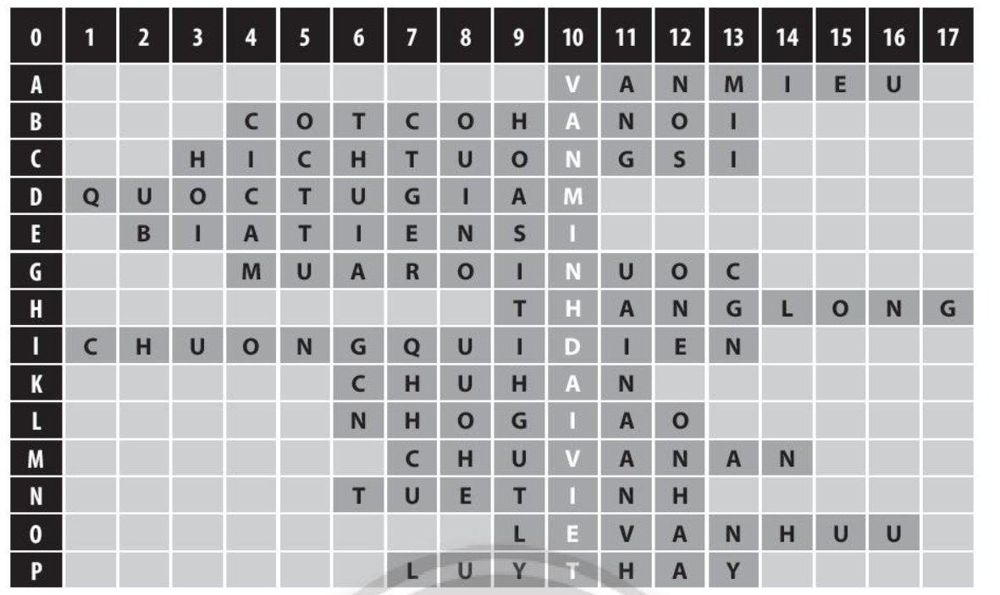 0 1 2 3 4 5 6 7 8 9 10 11 12 13 14 15 16 17
A V A N M I E U
B C O T C O H A N O I
C H I C H T U O N G S I
D Q U O C T U G I A M
E B I A T I E N S I
G M U A R O I N U O C
H T H A N G L O N G
I C H U O N G Q U I D I E N
K C H U H A N
L N H O G I A O
M C H U V A N A N
N T U E T I N H
O L E V A N H U U
P L U Y T H A Y